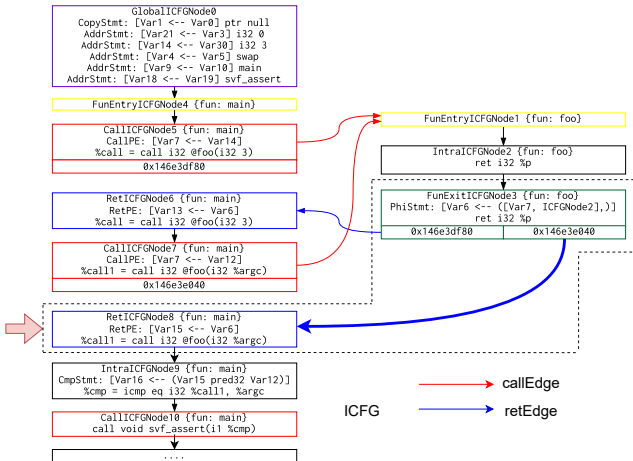 GlobalICFGNode0
CopyStmt: [Var1 <-- Var0] ptr null
AddrStmt: [Var21 <-- Var3] i32 0
AddrStmt: [Var14 <-- Var30] i32 3
AddrStmt: [Var4 <-- Var5] swap
AddrStmt: [Var9 <-- Var10] main
AddrStmt: [Var18 <-- Var19] svf_assert
FunEntryICFGNode4 {fun: main}
CallICFGNode5 {fun: main}
CallPE: [Var7 <-- Var14]
%call = call i32 @foo(i32 3)
0x146e3df80
RetICFGNode6 {fun: main}
RetPE: [Var13 <-- Var6]
%call = call i32 @foo(i32 3)
CallICFGNode7 {fun: main}
CallPE: [Var7 <-- Var12]
%call1 = call i32 @foo(i32 %argc)
0x146e3e040
RetICFGNode8 {fun: main}
RetPE: [Var15 <-- Var6]
%call1 = call i32 @foo(i32 %argc)
IntraICFGNode9 {fun: main}
CmpStmt: [Var16 <-- (Var15 pred32 Var12)]
%cmp = icmp eq i32 %call1, %argc
CallICFGNode10 {fun: main}
call void svf_assert(i1 %cmp)
....
FunEntryICFGNode1 {fun: foo}
IntraICFGNode2 {fun: foo}
ret i32 %p
FunExitICFGNode3 {fun: foo}
PhiStmt: [Var6 <-- ([Var7, ICFGNode2],)]
ret i32 %p
0x146e3df80 0x146e3e040
ICFG
callEdge
retEdge